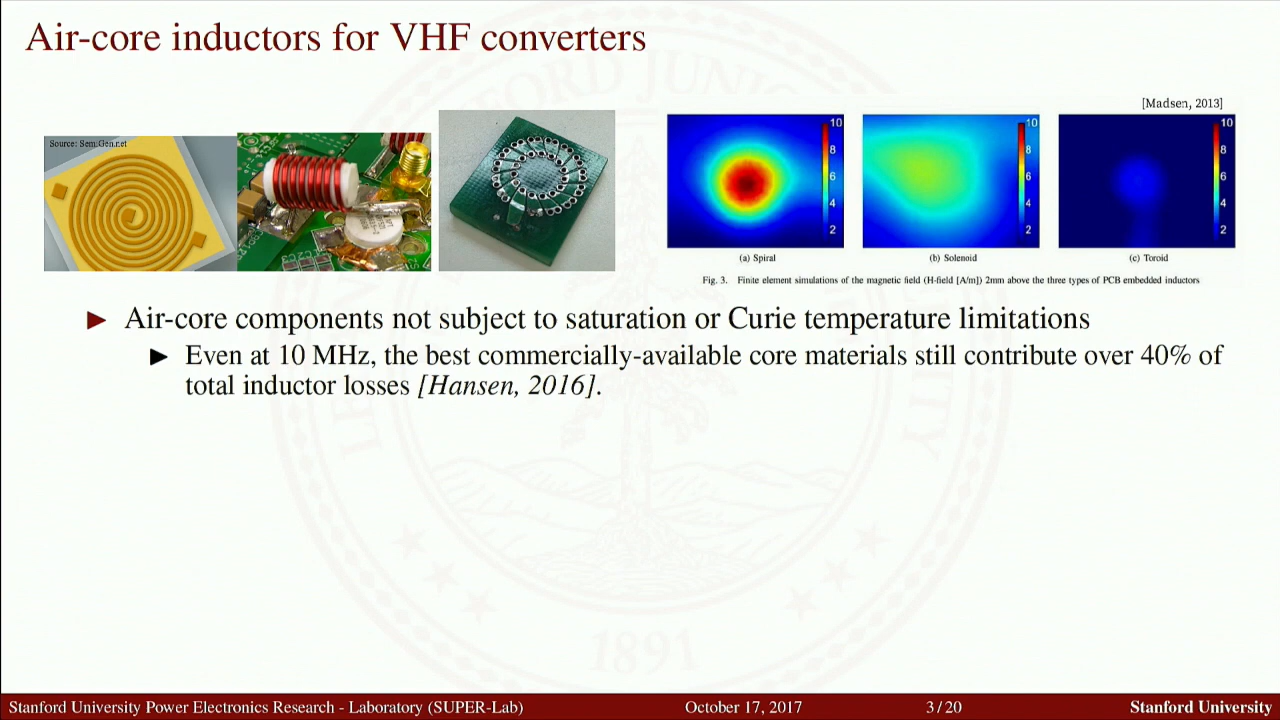 Air-core inductors for VHF converters
[Madsen, 2013]
Source: Sem.Gen.net
10
8
6
4
2
10
8
6
4
2
10
8
6
4
2
(a) Spiral
(b) Solenoid
(c) Toroid
Fig. 3. Finite element simulations of the magnetic field (H-field [A/m]) 2mm above the three types of PCB embedded inductors
Air-core components not subject to saturation or Curie temperature limitations
Even at 10 MHz, the best commercially-available core materials still contribute over 40% of
total inductor losses [Hansen, 2016].
1891
Stanford University Power Electronics Research - Laboratory (SUPER-Lab) October 17, 2017 3 / 20 Stanford University